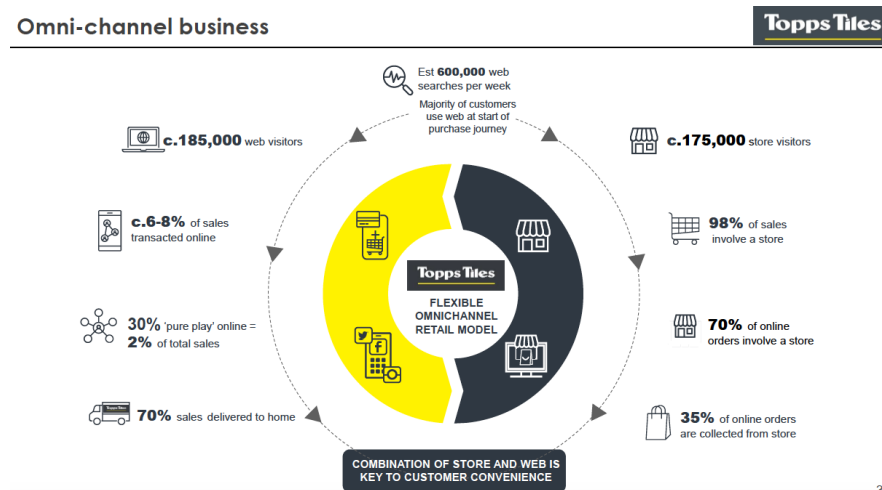 Omni-channel business
Topps Tiles
Est 600,000 web
searches per week
Majority of customers
use web at start of
purchase journey
c.185,000 web visitors
c.175,000 store visitors
c.6-8% of sales
transacted online
98% of sales
involve a store
Topps Tiles
FLEXIBLE
OMNICHANNEL
RETAIL MODEL
30% 'pure play' online =
2% of total sales
70% of online
orders involve a store
Topps Tiles
70% sales delivered to home
35% of online orders
are collected from store
COMBINATION OF STORE AND WEB IS
KEY TO CUSTOMER CONVENIENCE